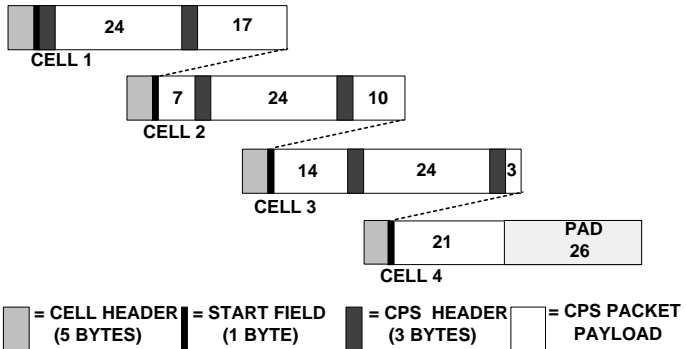 24 17
CELL 1
7 24 10
CELL 2
14 24 3
CELL 3
21 PAD
26
CELL 4
= CELL HEADER
(5 BYTES)
= START FIELD
(1 BYTE)
= CPS HEADER
(3 BYTES)
= CPS PACKET
PAYLOAD